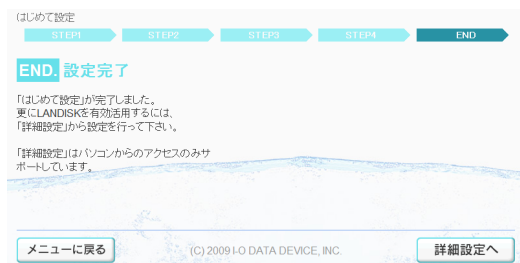 はじめて設定
STEP1 STEP2 STEP3 STEP4 END
END. 設定完了
「はじめて設定」が完了しました。
更にLANDISKを有効活用するには、
「詳細設定」から設定を行って下さい。
「詳細設定」はパソコンからのアクセスのみサ
ポートしています。
メニューに戻る (C) 2009 I-O DATA DEVICE, INC. 詳細設定へ